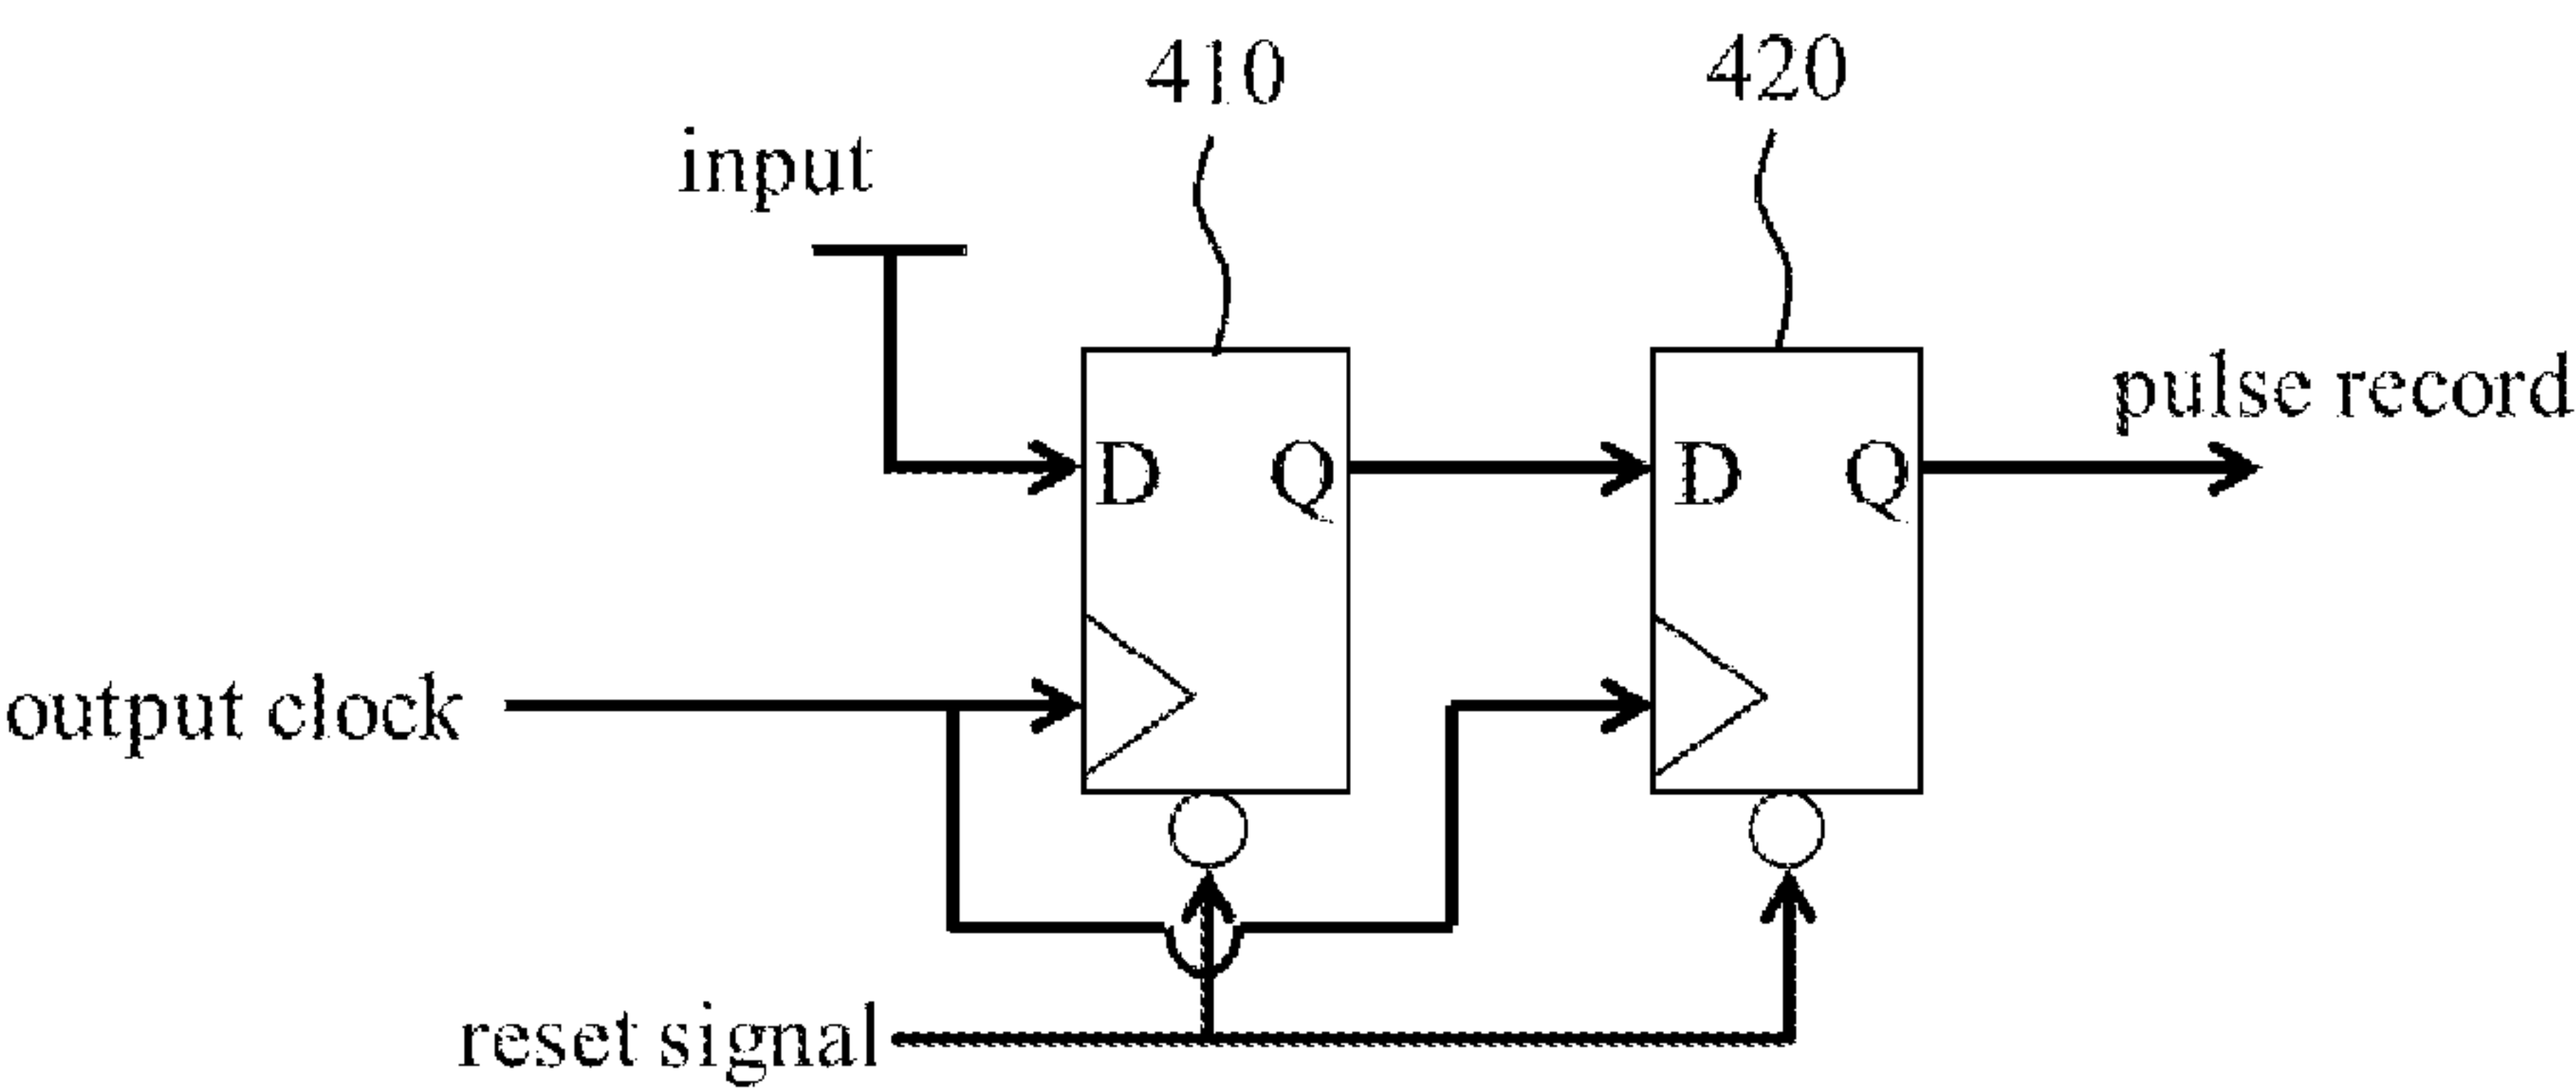 410
420
input
pulse record
D
Q
D
Q
output clock
reset signal